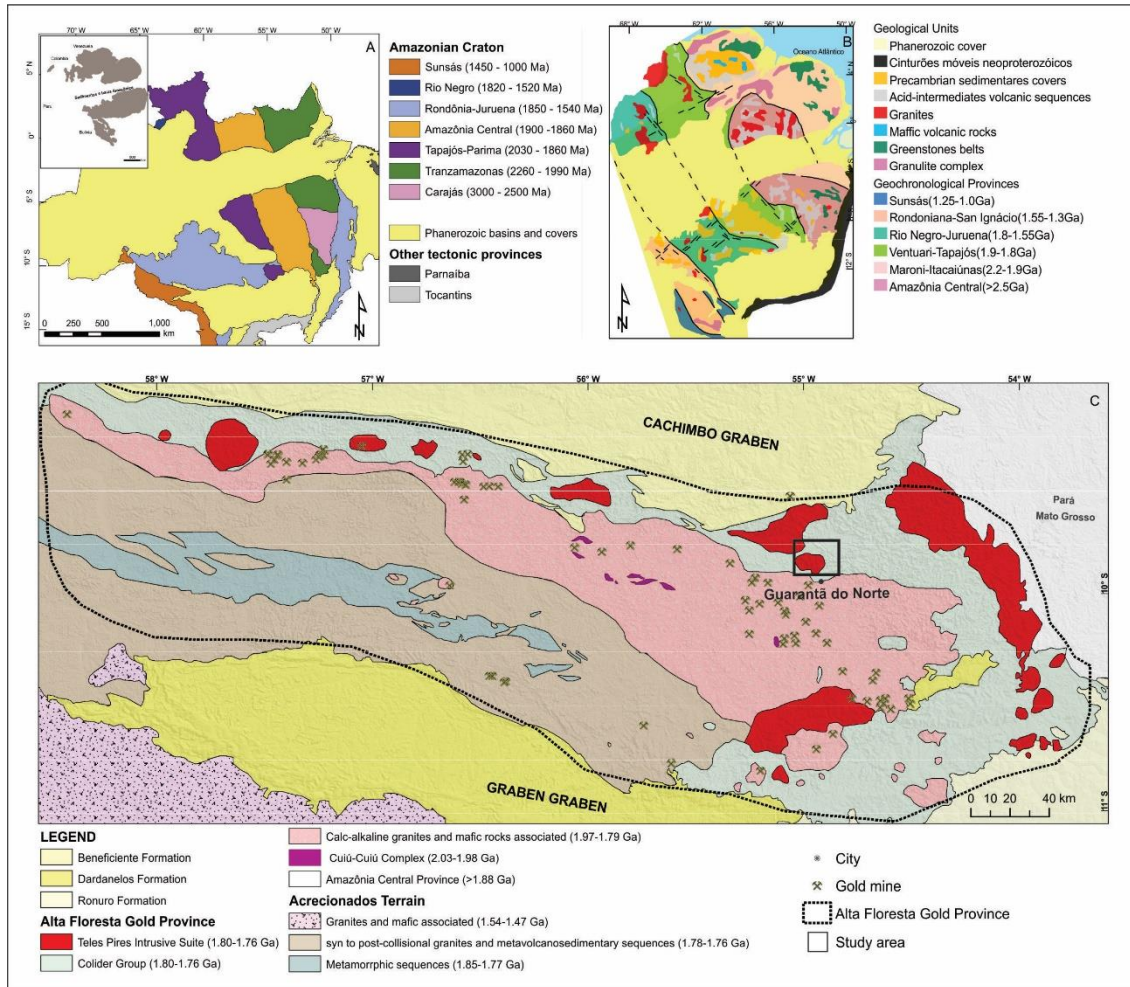 70° W
65° W
60° W
55° W
50° W
A
Venezuela
Colombia
Peru
5° N
0°
5° S
10° S
15° S
0 250 500 1,000
km
N
Amazonian Craton
Sunsás (1450 - 1000 Ma)
Rio Negro (1820 - 1520 Ma)
Rondônia-Juruena (1850 - 1540 Ma)
Amazônia Central (1900 - 1860 Ma)
Tapajós-Parima (2030 - 1860 Ma)
Tranzamazonas (2260 - 1990 Ma)
Carajás (3000 - 2500 Ma)
Phanerozoic basins and covers
Other tectonic provinces
Parnaíba
Tocantins
68° W
62° W
56° W
50° W
B
Oceano Atlântico
12° S
N
Geological Units
Phanerozoic cover
Cinturões móveis neoproterozóicos
Precambrian sedimentares covers
Acid-intermediates volcanic sequences
Granites
Maffic volcanic rocks
Greenstones belts
Granulite complex
Geochronological Provinces
Sunsás(1.25-1.0Ga)
Rondoniana-San Ignácio(1.55-1.3Ga)
Rio Negro-Juruena(1.8-1.55Ga)
Ventuari-Tapajós(1.9-1.8Ga)
Maroni-Itacaiúnas(2.2-1.9Ga)
Amazônia Central(>2.5Ga)
58° W
57° W
56° W
55° W
54° W
C
CACHIMBO GRABEN
Pará
Mato Grosso
10° S
Guarantã do Norte
GRABEN GRABEN
0 10 20 40 km
11° S
LEGEND
Beneficiente Formation
Dardanelos Formation
Ronuro Formation
Alta Floresta Gold Province
Teles Pires Intrusive Suite (1.80-1.76 Ga)
Colider Group (1.80-1.76 Ga)
Calc-alkaline granites and mafic rocks associated (1.97-1.79 Ga)
Cuiú-Cuiú Complex (2.03-1.98 Ga)
Amazônia Central Province (>1.88 Ga)
Acrecionados Terrain
Granites and mafic associated (1.54-1.47 Ga)
syn to post-collisional granites and metavolcanosedimentary sequences (1.78-1.76 Ga)
Metamorrphic sequences (1.85-1.77 Ga)
City
Gold mine
Alta Floresta Gold Province
Study area